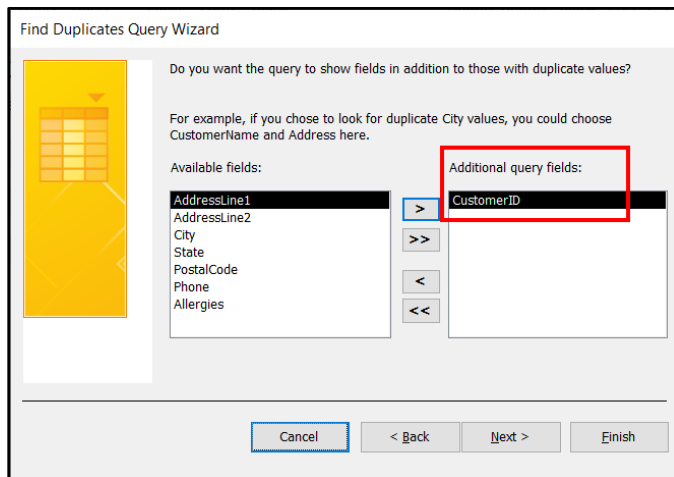 Find Duplicates Query Wizard
Do you want the query to show fields in addition to those with duplicate values?
For example, if you chose to look for duplicate City values, you could choose
CustomerName and Address here.
Available fields:
AddressLine1
AddressLine2
City
State
PostalCode
Phone
Allergies
>
>>
<
<<
Additional query fields:
CustomerID
Cancel
< Back
Next >
Finish